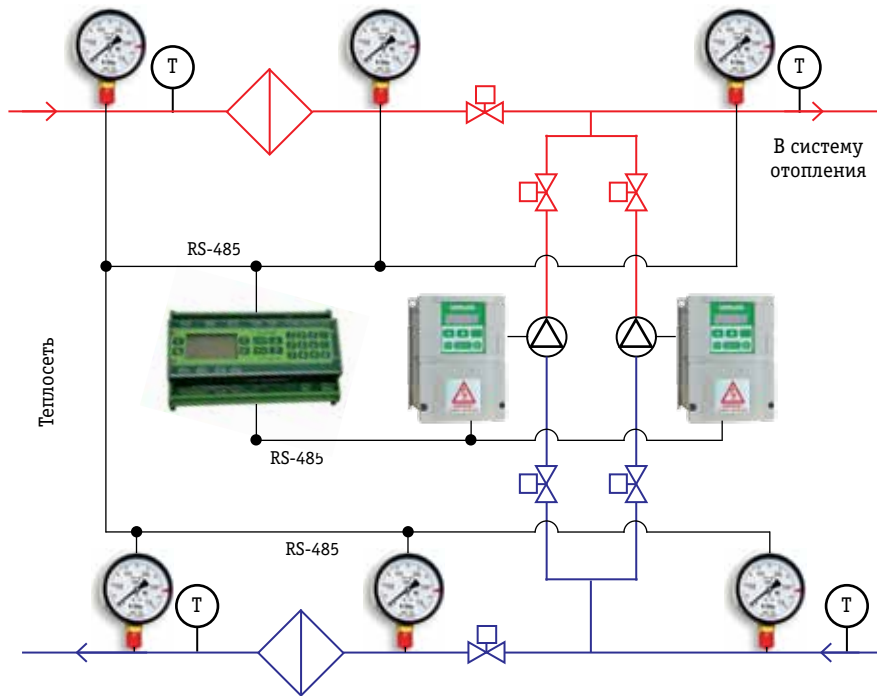 T
T
В систему
отопления
RS-485
Теплосеть
RS-485
RS-485
T
T